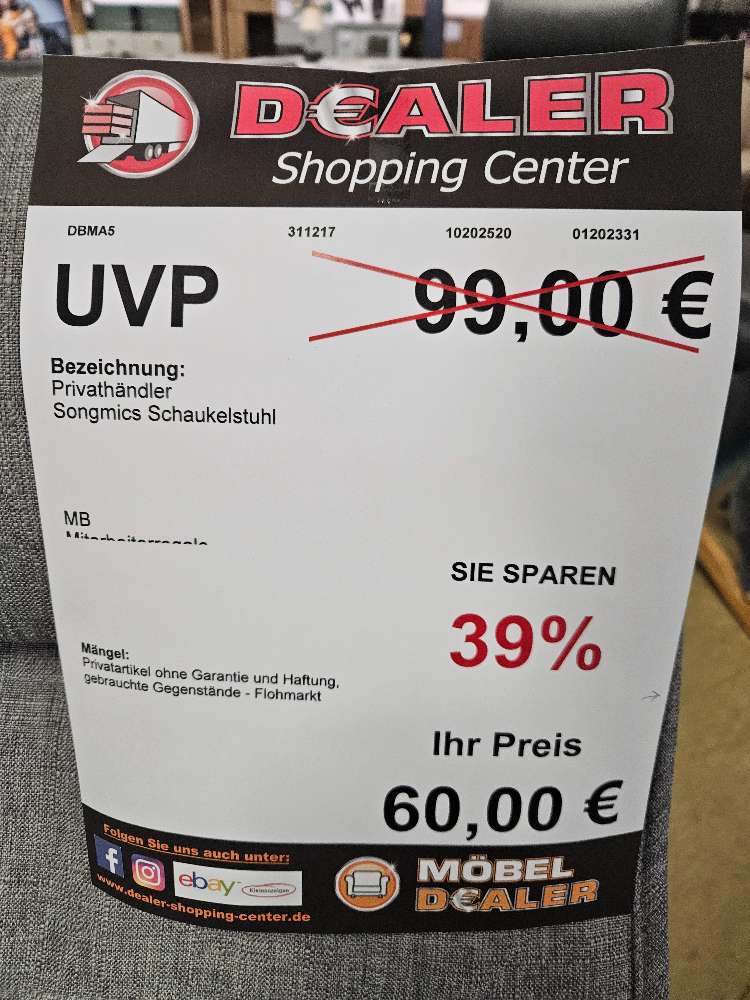 DEALER
Shopping Center
DBMA5 311217 10202520 01202331
UVP 99,00 €
Bezeichnung:
Privathändler
Songmics Schaukelstuhl
MB
SIE SPAREN
39%
Mängel:
Privatartikel ohne Garantie und Haftung,
gebrauchte Gegenstände - Flohmarkt
Ihr Preis
60,00 €
Folgen Sie uns auch unter:
f
ebay Kleinanzeigen
www.dealer-shopping-center.de
MÖBEL
D€ALER